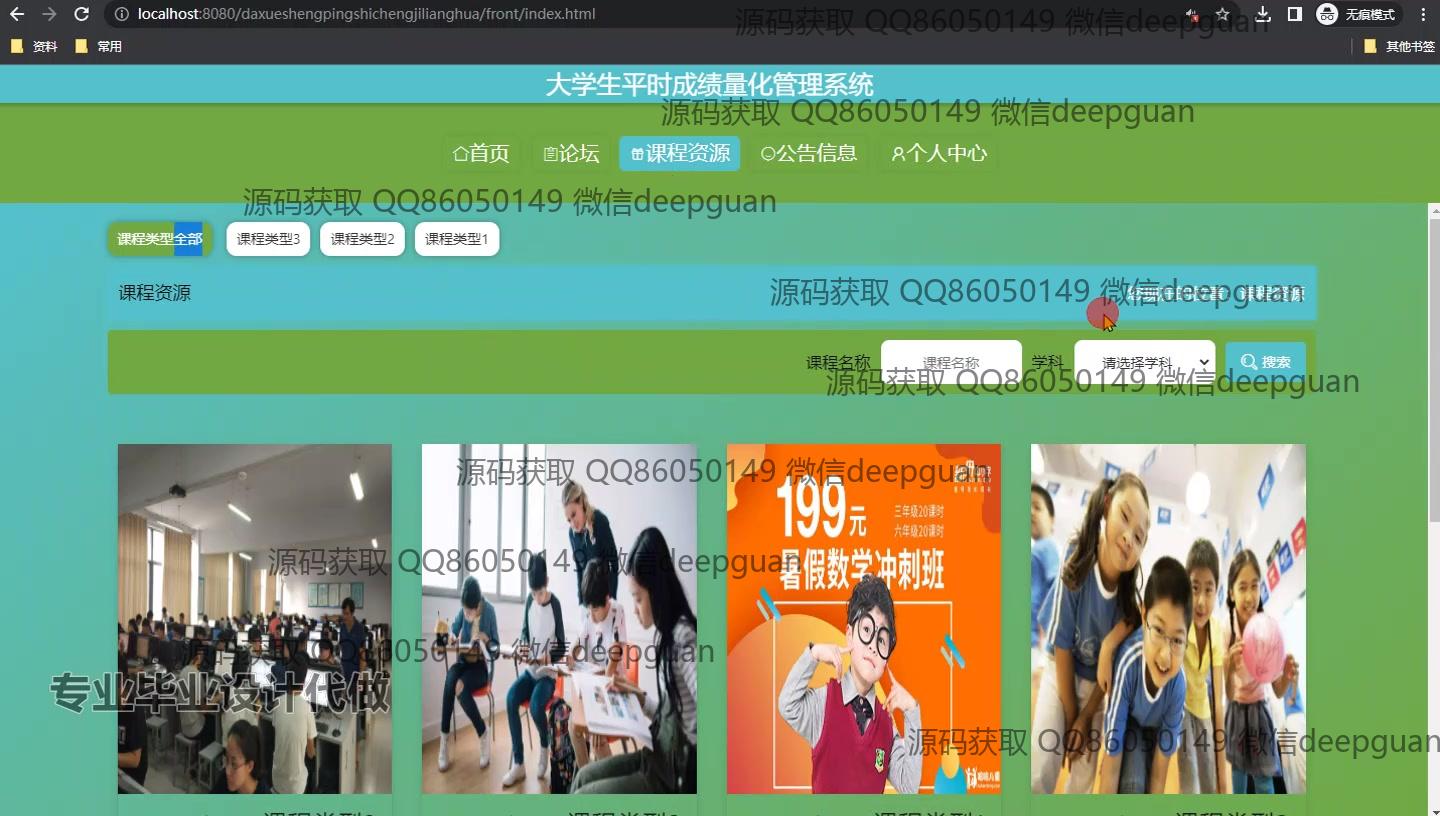 localhost:8080/daxueshengpingshichengjilianghua/front/index.html
无痕模式
资料
常用
其他书签
源码获取 QQ86050149 微信deepguan
大学生平时成绩量化管理系统
源码获取 QQ86050149 微信deepguan
首页
论坛
课程资源
公告信息
个人中心
源码获取 QQ86050149 微信deepguan
课程类型全部
课程类型3
课程类型2
课程类型1
课程资源
源码获取 QQ86050149 微信deepguan
课程名称
课程名称
学科
请选择学科
搜索
源码获取 QQ86050149 微信deepguan
源码获取 QQ86050149 微信deepguan
199元
三年级20课时
六年级20课时
暑假数学冲刺班
源码获取 QQ86050149 微信deepguan
源码获取 QQ86050149 微信deepguan
专业毕业设计代做
源码获取 QQ86050149 微信deepguan